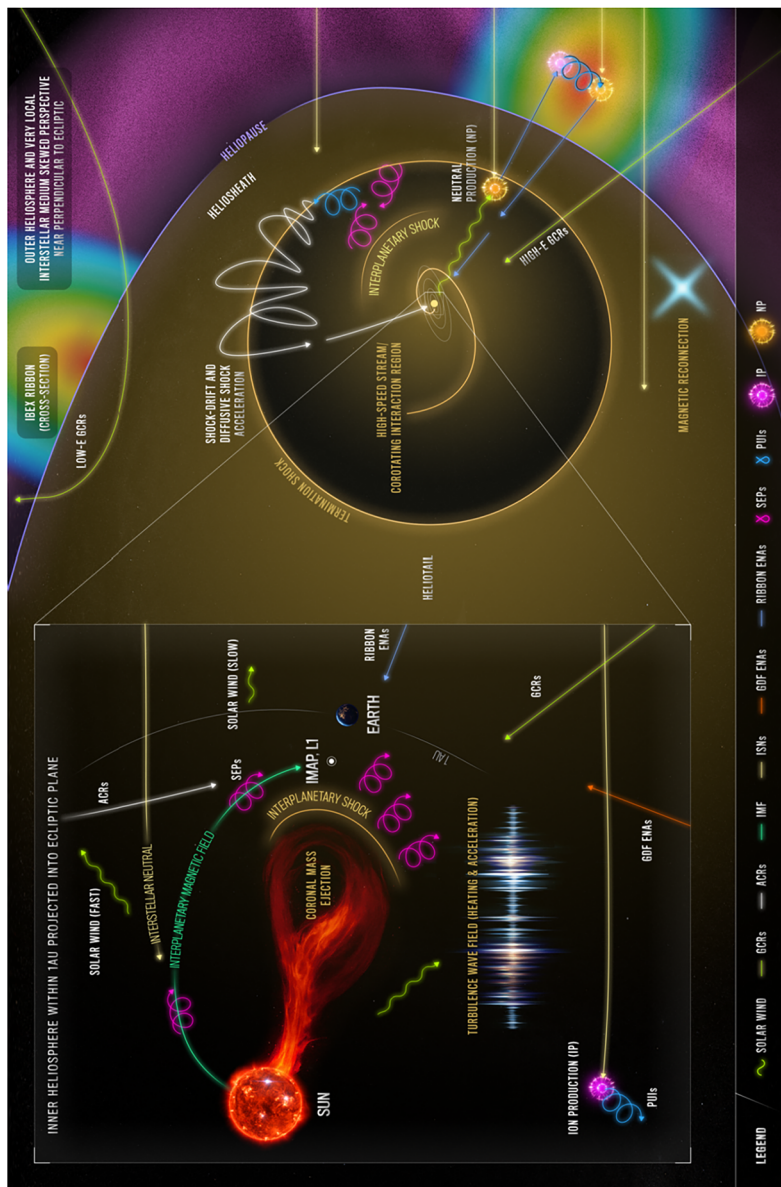 OUTER HELIOSPHERE AND VERY LOCAL
INTERSTELLAR MEDIUM SKEWED PERSPECTIVE
NEAR PERPENDICULAR TO ECLIPTIC
IBEX RIBBON
(CROSS-SECTION)
LOW-E GCRs
HELIOPAUSE
HELIOSHEATH
SHOCK-DRIFT AND
DIFFUSIVE SHOCK
ACCELERATION
TERMINATION SHOCK
INTERPLANETARY SHOCK
NEUTRAL
PRODUCTION (NP)
HIGH-E GCRs
HIGH-SPEED STREAM/
COROTATING INTERACTION REGION
MAGNETIC RECONNECTION
HELIOTAIL
INNER HELIOSPHERE WITHIN 1AU PROJECTED INTO ECLIPTIC PLANE
SOLAR WIND (FAST)
ACRs
SOLAR WIND (SLOW)
INTERSTELLAR NEUTRAL
INTERPLANETARY MAGNETIC FIELD
SEPs
IMAP, L1
EARTH
RIBBON
ENAs
1 AU
INTERPLANETARY SHOCK
CORONAL MASS
EJECTION
SUN
TURBULENCE WAVE FIELD (HEATING & ACCELERATION)
GCRs
GDF ENAs
ION PRODUCTION (IP)
PUIs
LEGEND
SOLAR WIND
GCRs
ACRs
IMF
ISNs
GDF ENAs
RIBBON ENAs
SEPs
PUIs
IP
NP